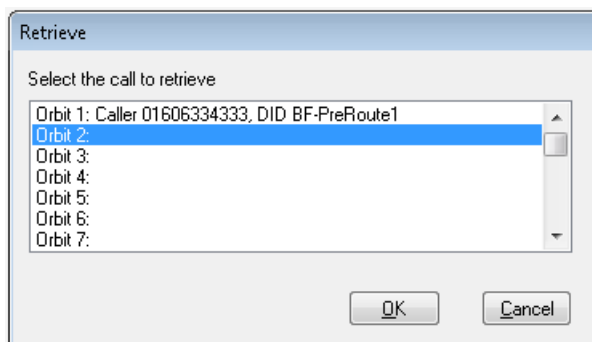 Retrieve
Select the call to retrieve
Orbit 1: Caller 01606334333, DID BF-PreRoute1
Orbit 2:
Orbit 3:
Orbit 4:
Orbit 5:
Orbit 6:
Orbit 7:
OK Cancel